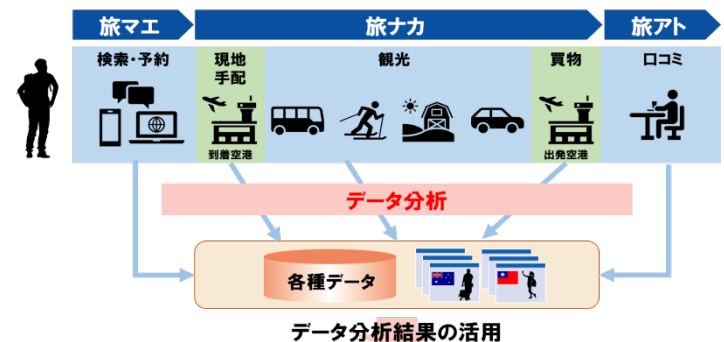 旅マエ
旅ナカ
旅アト
検索・予約
現地
手配
観光
買物
口コミ
到着空港
出発空港
データ分析
各種データ
データ分析結果の活用